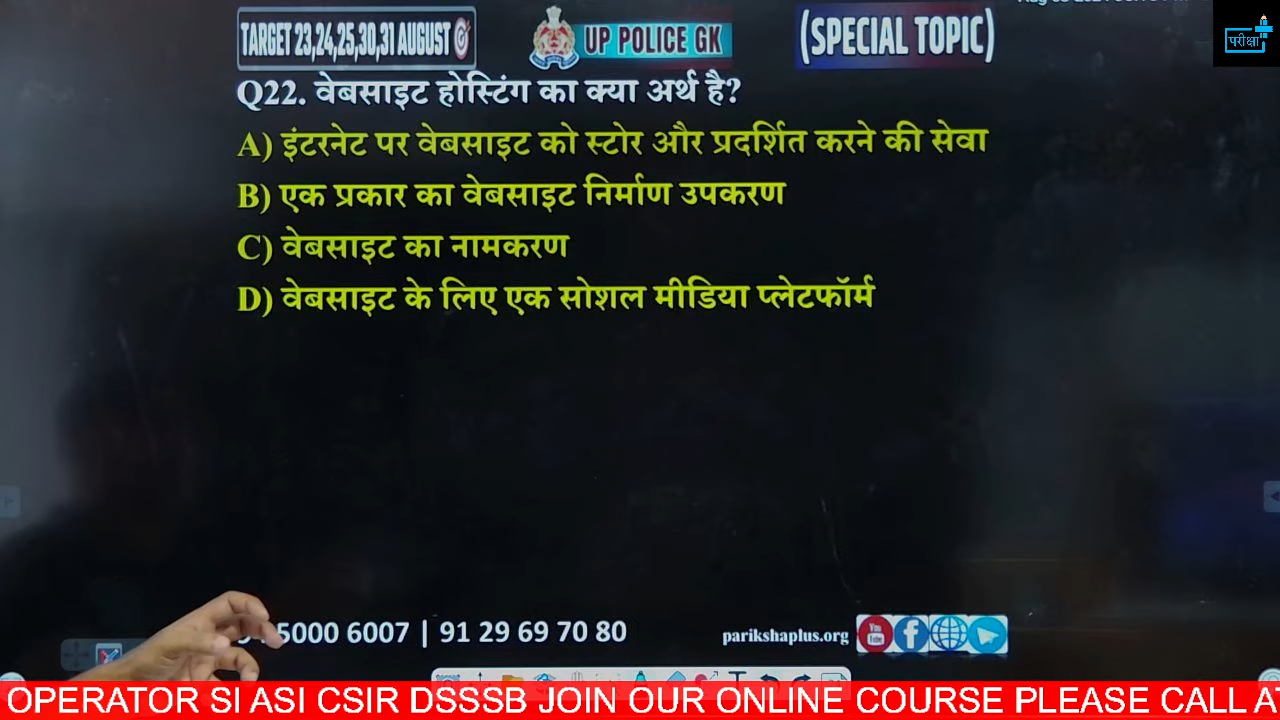 TARGET 23,24,25,30,31 AUGUST
UP POLICE GK
(SPECIAL TOPIC)
परीक्षा
Q22. वेबसाइट होस्टिंग का क्या अर्थ है?
A) इंटरनेट पर वेबसाइट को स्टोर और प्रदर्शित करने की सेवा
B) एक प्रकार का वेबसाइट निर्माण उपकरण
C) वेबसाइट का नामकरण
D) वेबसाइट के लिए एक सोशल मीडिया प्लेटफॉर्म
5000 6007 | 91 29 69 70 80
parikshaplus.org
You Tube
OPERATOR SI ASI CSIR DSSSB JOIN OUR ONLINE COURSE PLEASE CALL A